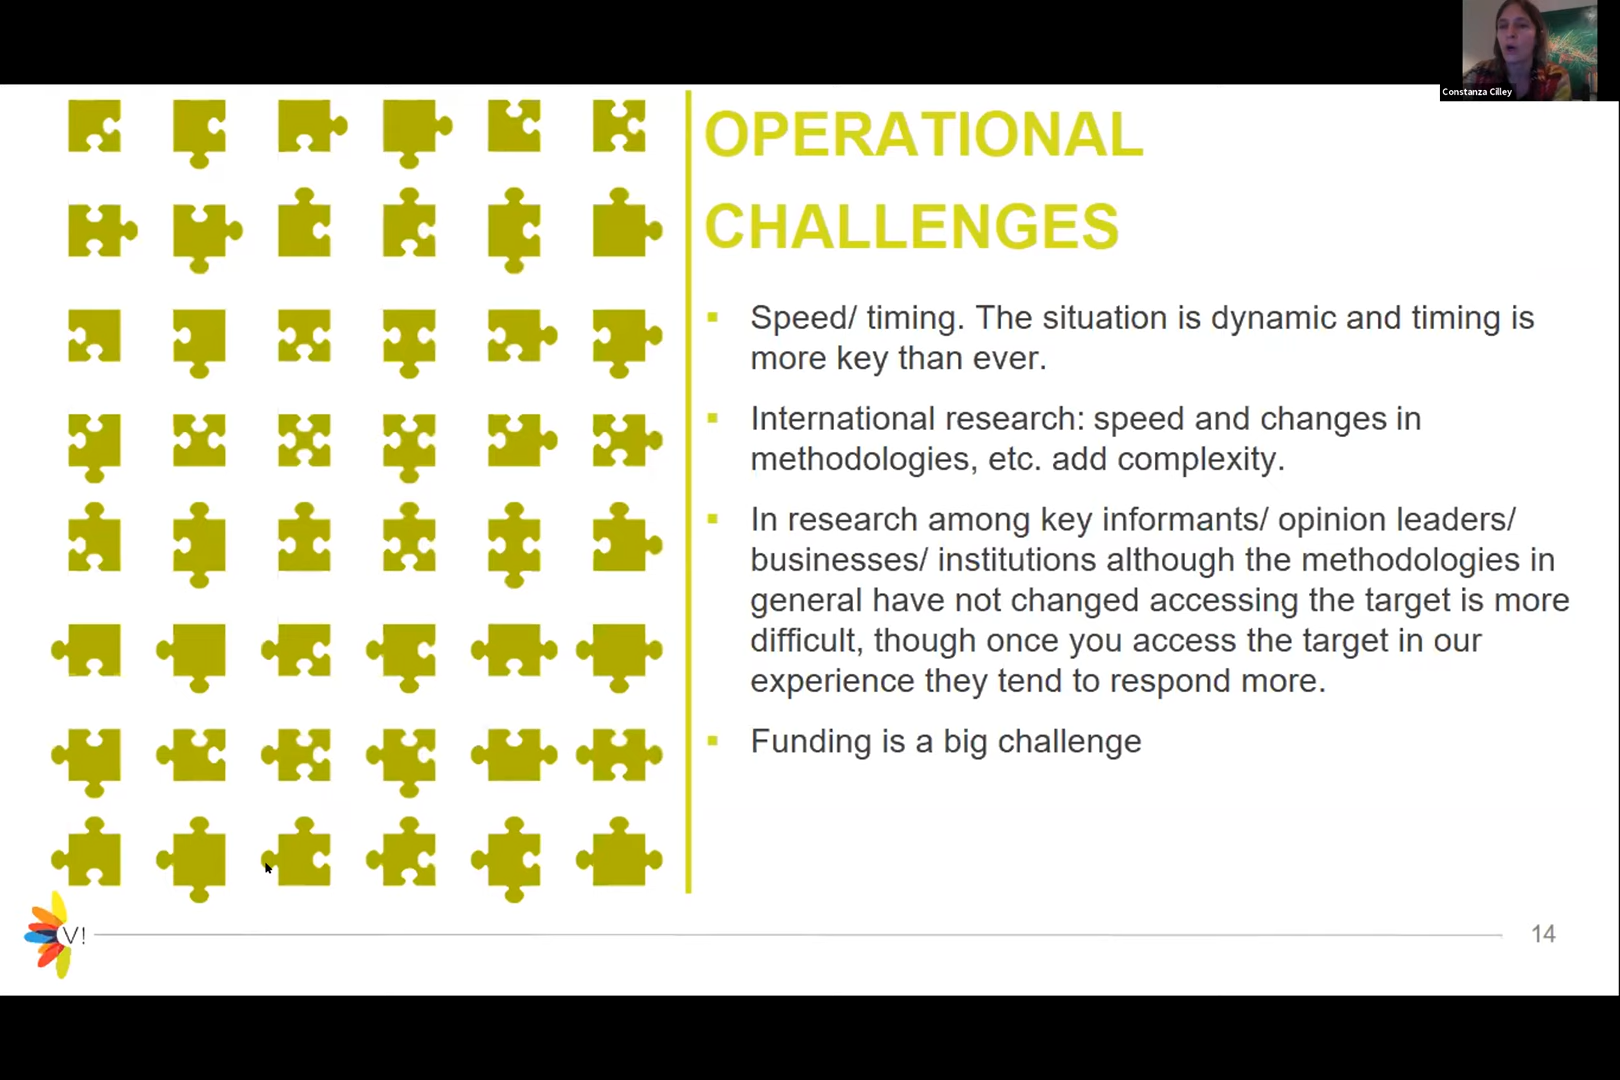 Constanza Cilley
OPERATIONAL
CHALLENGES
▪ Speed/ timing. The situation is dynamic and timing is
more key than ever.
▪ International research: speed and changes in
methodologies, etc. add complexity.
▪ In research among key informants/ opinion leaders/
businesses/ institutions although the methodologies in
general have not changed accessing the target is more
difficult, though once you access the target in our
experience they tend to respond more.
▪ Funding is a big challenge
V!
14